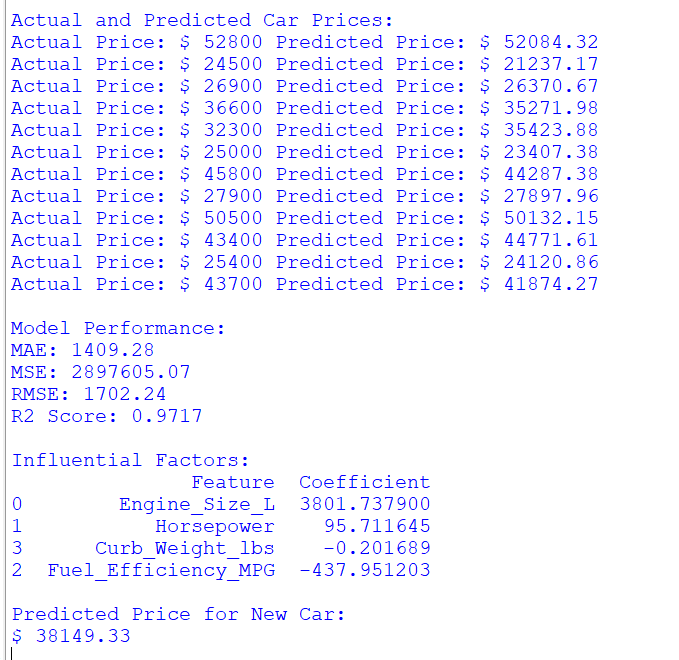 Actual and Predicted Car Prices:
Actual Price: $ 52800 Predicted Price: $ 52084.32
Actual Price: $ 24500 Predicted Price: $ 21237.17
Actual Price: $ 26900 Predicted Price: $ 26370.67
Actual Price: $ 36600 Predicted Price: $ 35271.98
Actual Price: $ 32300 Predicted Price: $ 35423.88
Actual Price: $ 25000 Predicted Price: $ 23407.38
Actual Price: $ 45800 Predicted Price: $ 44287.38
Actual Price: $ 27900 Predicted Price: $ 27897.96
Actual Price: $ 50500 Predicted Price: $ 50132.15
Actual Price: $ 43400 Predicted Price: $ 44771.61
Actual Price: $ 25400 Predicted Price: $ 24120.86
Actual Price: $ 43700 Predicted Price: $ 41874.27
Model Performance:
MAE: 1409.28
MSE: 2897605.07
RMSE: 1702.24
R2 Score: 0.9717
Influential Factors:
Feature Coefficient
0 Engine_Size_L 3801.737900
1 Horsepower 95.711645
3 Curb_Weight_lbs -0.201689
2 Fuel_Efficiency_MPG -437.951203
Predicted Price for New Car:
$ 38149.33